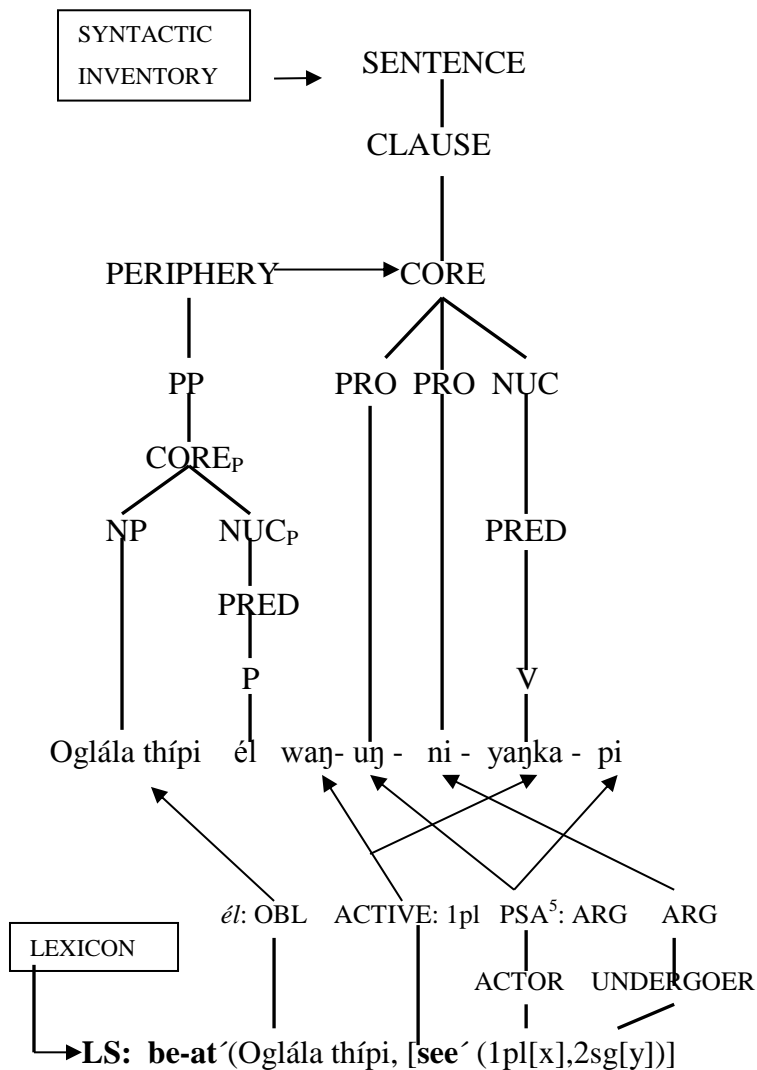 SYNTACTIC
INVENTORY
SENTENCE
CLAUSE
PERIPHERY CORE
PP PRO PRO NUC
COREP
NP NUCP PRED
PRED
P V
Oglála thípi él waŋ- uŋ - ni - yaŋka - pi
él: OBL ACTIVE: 1pl PSA5: ARG ARG
LEXICON
ACTOR UNDERGOER
LS: be-at´(Oglála thípi, [see´ (1pl[x],2sg[y])]